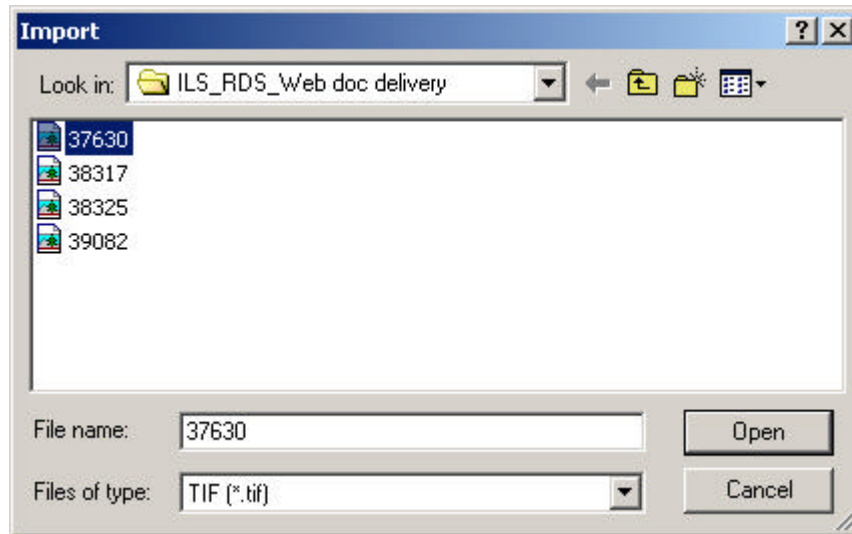 Import
Look in: ILS_RDS_Web doc delivery
37630
38317
38325
39082
File name: 37630 Open
Files of type: TIF (*.tif) Cancel